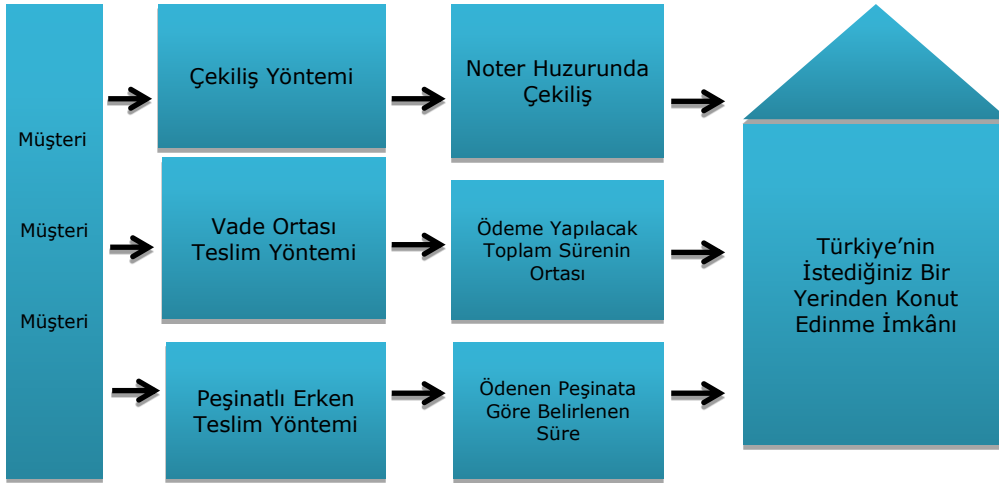 Müşteri
Müşteri
Müşteri
Çekiliş Yöntemi
Noter Huzurunda
Çekiliş
Vade Ortası
Teslim Yöntemi
Ödeme Yapılacak
Toplam Sürenin
Ortası
Peşinatlı Erken
Teslim Yöntemi
Ödenen Peşinata
Göre Belirlenen
Süre
Türkiye’nin
İstediğiniz Bir
Yerinden Konut
Edinme İmkânı